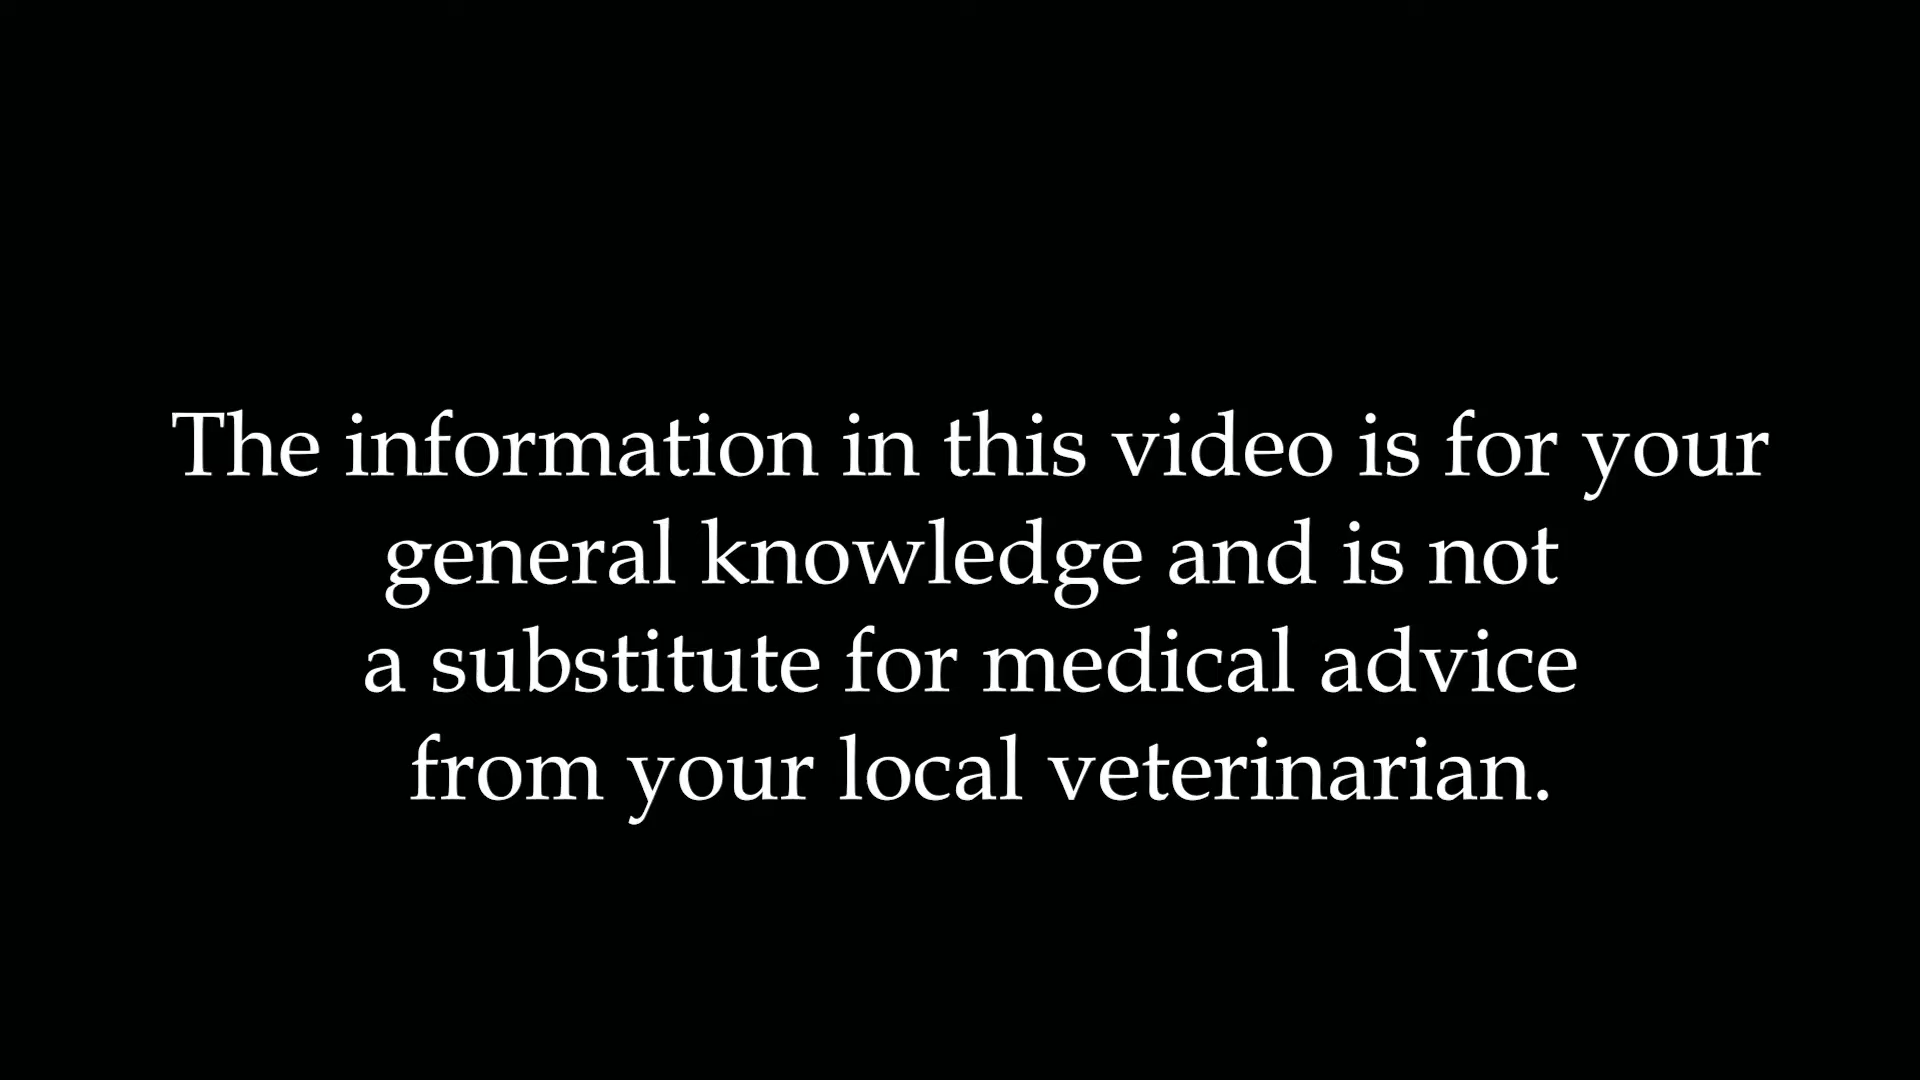 The information in this video is for your
general knowledge and is not
a substitute for medical advice
from your local veterinarian.